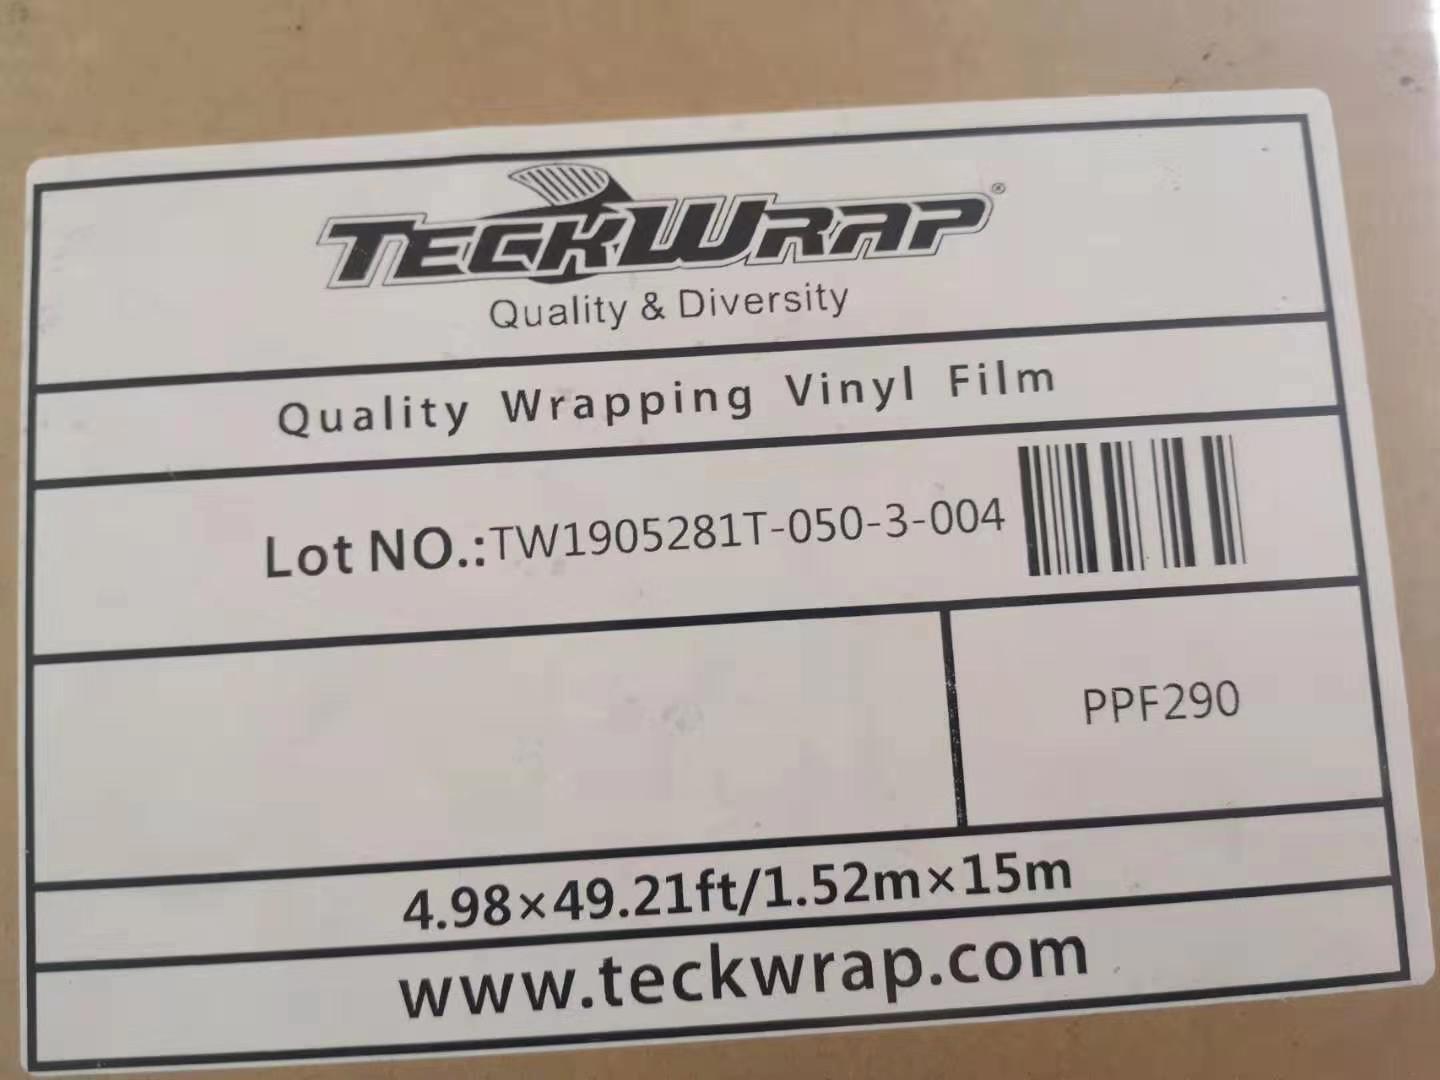 TECKWRAP®
Quality & Diversity
Quality Wrapping Vinyl Film
Lot NO.:TW1905281T-050-3-004
PPF290
4.98×49.21ft/1.52m×15m
www.teckwrap.com